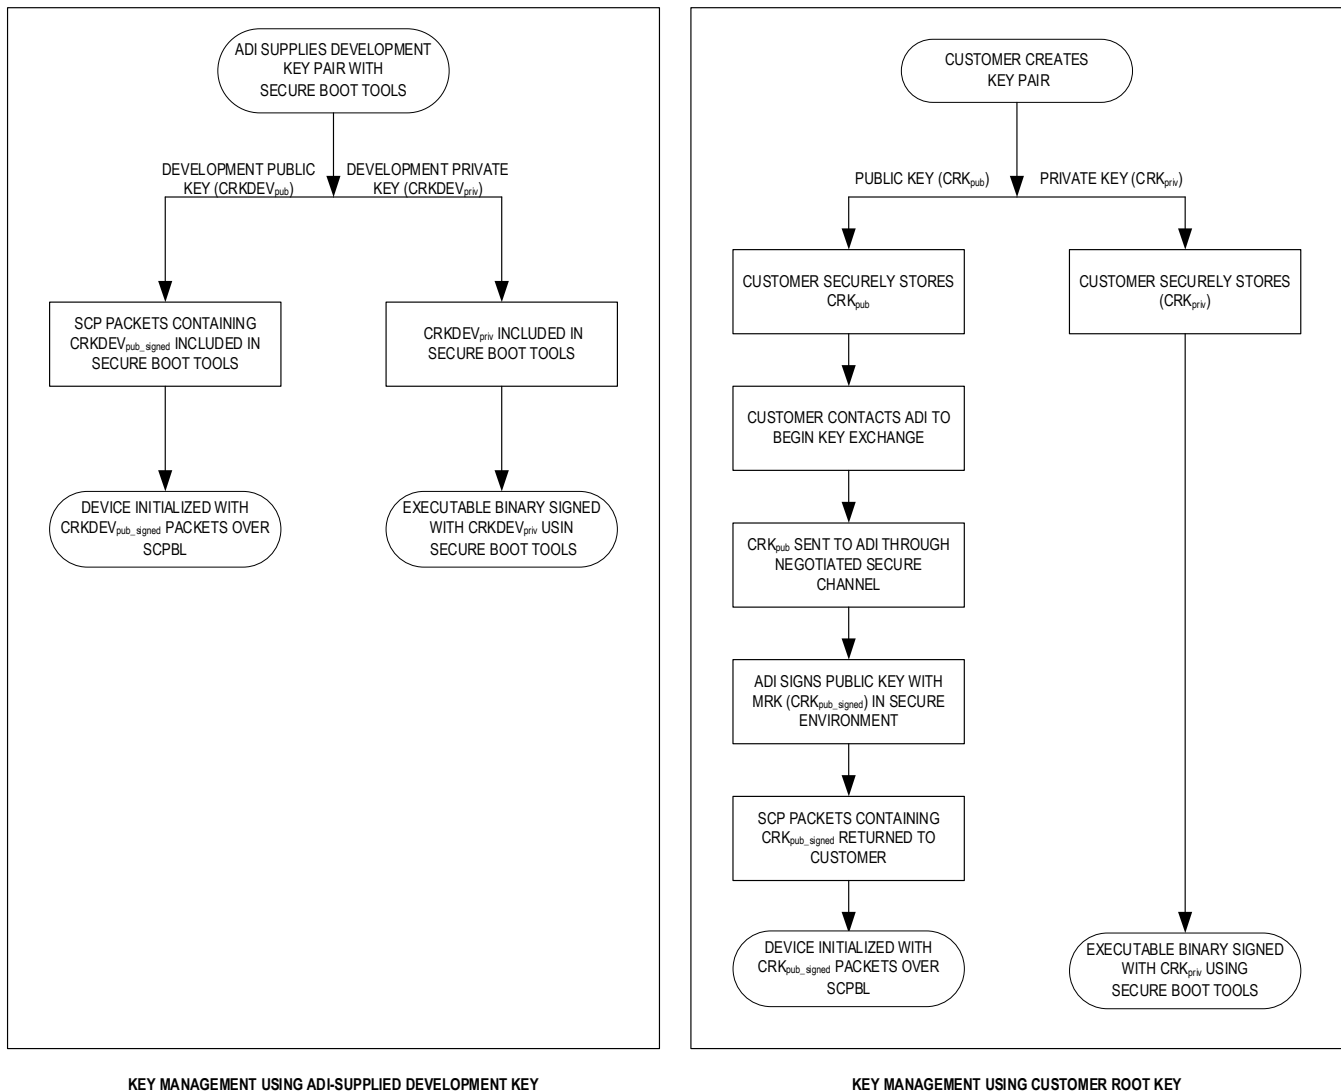 ADI SUPPLIES DEVELOPMENT
KEY PAIR WITH
SECURE BOOT TOOLS
DEVELOPMENT PUBLIC
KEY (CRKDEVpub)
DEVELOPMENT PRIVATE
KEY (CRKDEVpriv)
SCP PACKETS CONTAINING
CRKDEVpub_signed INCLUDED IN
SECURE BOOT TOOLS
CRKDEVpriv INCLUDED IN
SECURE BOOT TOOLS
DEVICE INITIALIZED WITH
CRKDEVpub_signed PACKETS OVER
SCPBL
EXECUTABLE BINARY SIGNED
WITH CRKDEVpriv USIN
SECURE BOOT TOOLS
KEY MANAGEMENT USING ADI-SUPPLIED DEVELOPMENT KEY
CUSTOMER CREATES
KEY PAIR
PUBLIC KEY (CRKpub)
PRIVATE KEY (CRKpriv)
CUSTOMER SECURELY STORES
CRKpub
CUSTOMER SECURELY STORES
(CRKpriv)
CUSTOMER CONTACTS ADI TO
BEGIN KEY EXCHANGE
CRKpub SENT TO ADI THROUGH
NEGOTIATED SECURE
CHANNEL
ADI SIGNS PUBLIC KEY WITH
MRK (CRKpub_signed) IN SECURE
ENVIRONMENT
SCP PACKETS CONTAINING
CRKpub_signed RETURNED TO
CUSTOMER
DEVICE INITIALIZED WITH
CRKpub_signed PACKETS OVER
SCPBL
EXECUTABLE BINARY SIGNED
WITH CRKpriv USING
SECURE BOOT TOOLS
KEY MANAGEMENT USING CUSTOMER ROOT KEY